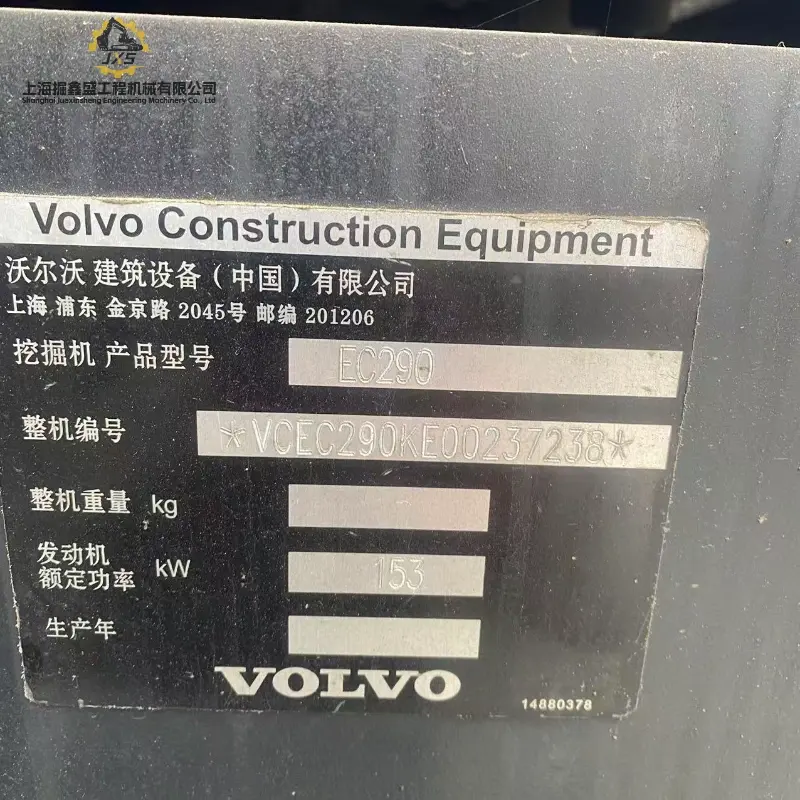 JXS
上海掘鑫盛工程机械有限公司
Shanghai Juexinsheng Engineering Machinery Co., Ltd
Volvo Construction Equipment
沃尔沃 建筑设备（中国）有限公司
上海 浦东 金京路 2045号 邮编 201206
挖掘机 产品型号 EC290
整机编号 *VCEC290KE00237238*
整机重量 kg
发动机
额定功率 kW 153
生产年
VOLVO
14880378